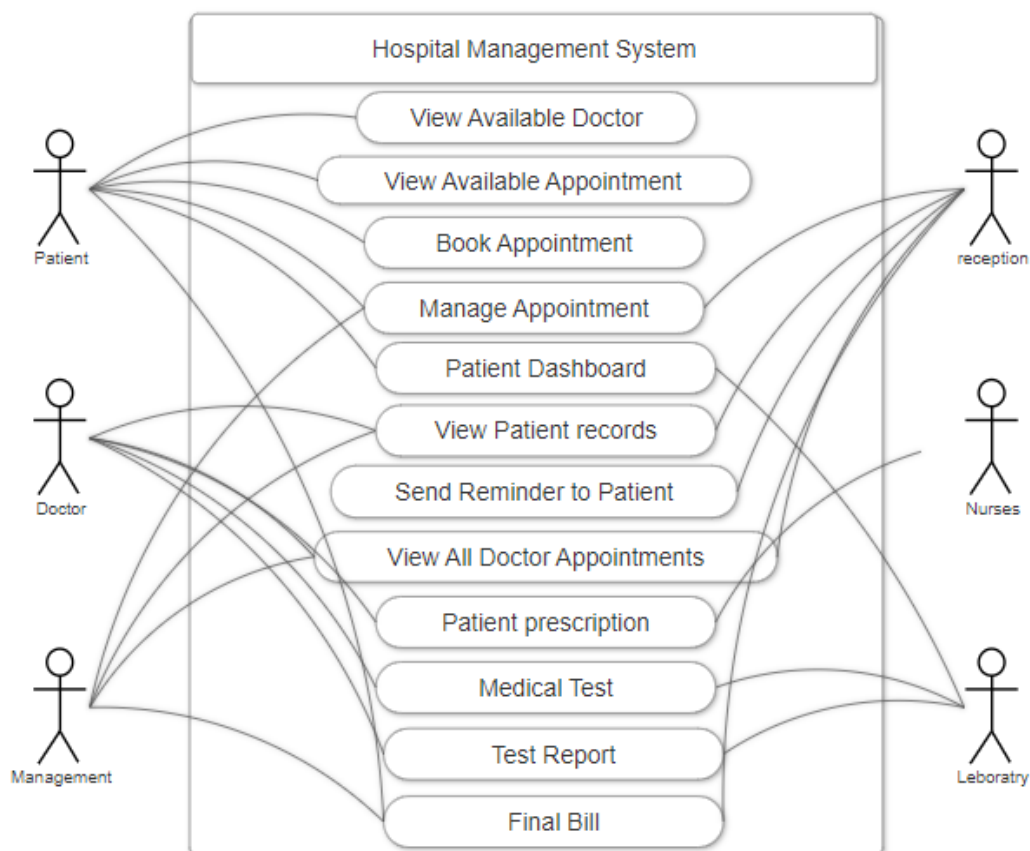 Hospital Management System
View Available Doctor
View Available Appointment
Book Appointment
Patient
reception
Manage Appointment
Patient Dashboard
View Patient records
Send Reminder to Patient
Doctor
Nurses
View All Doctor Appointments
Patient prescription
Medical Test
Test Report
Management
Leboratry
Final Bill